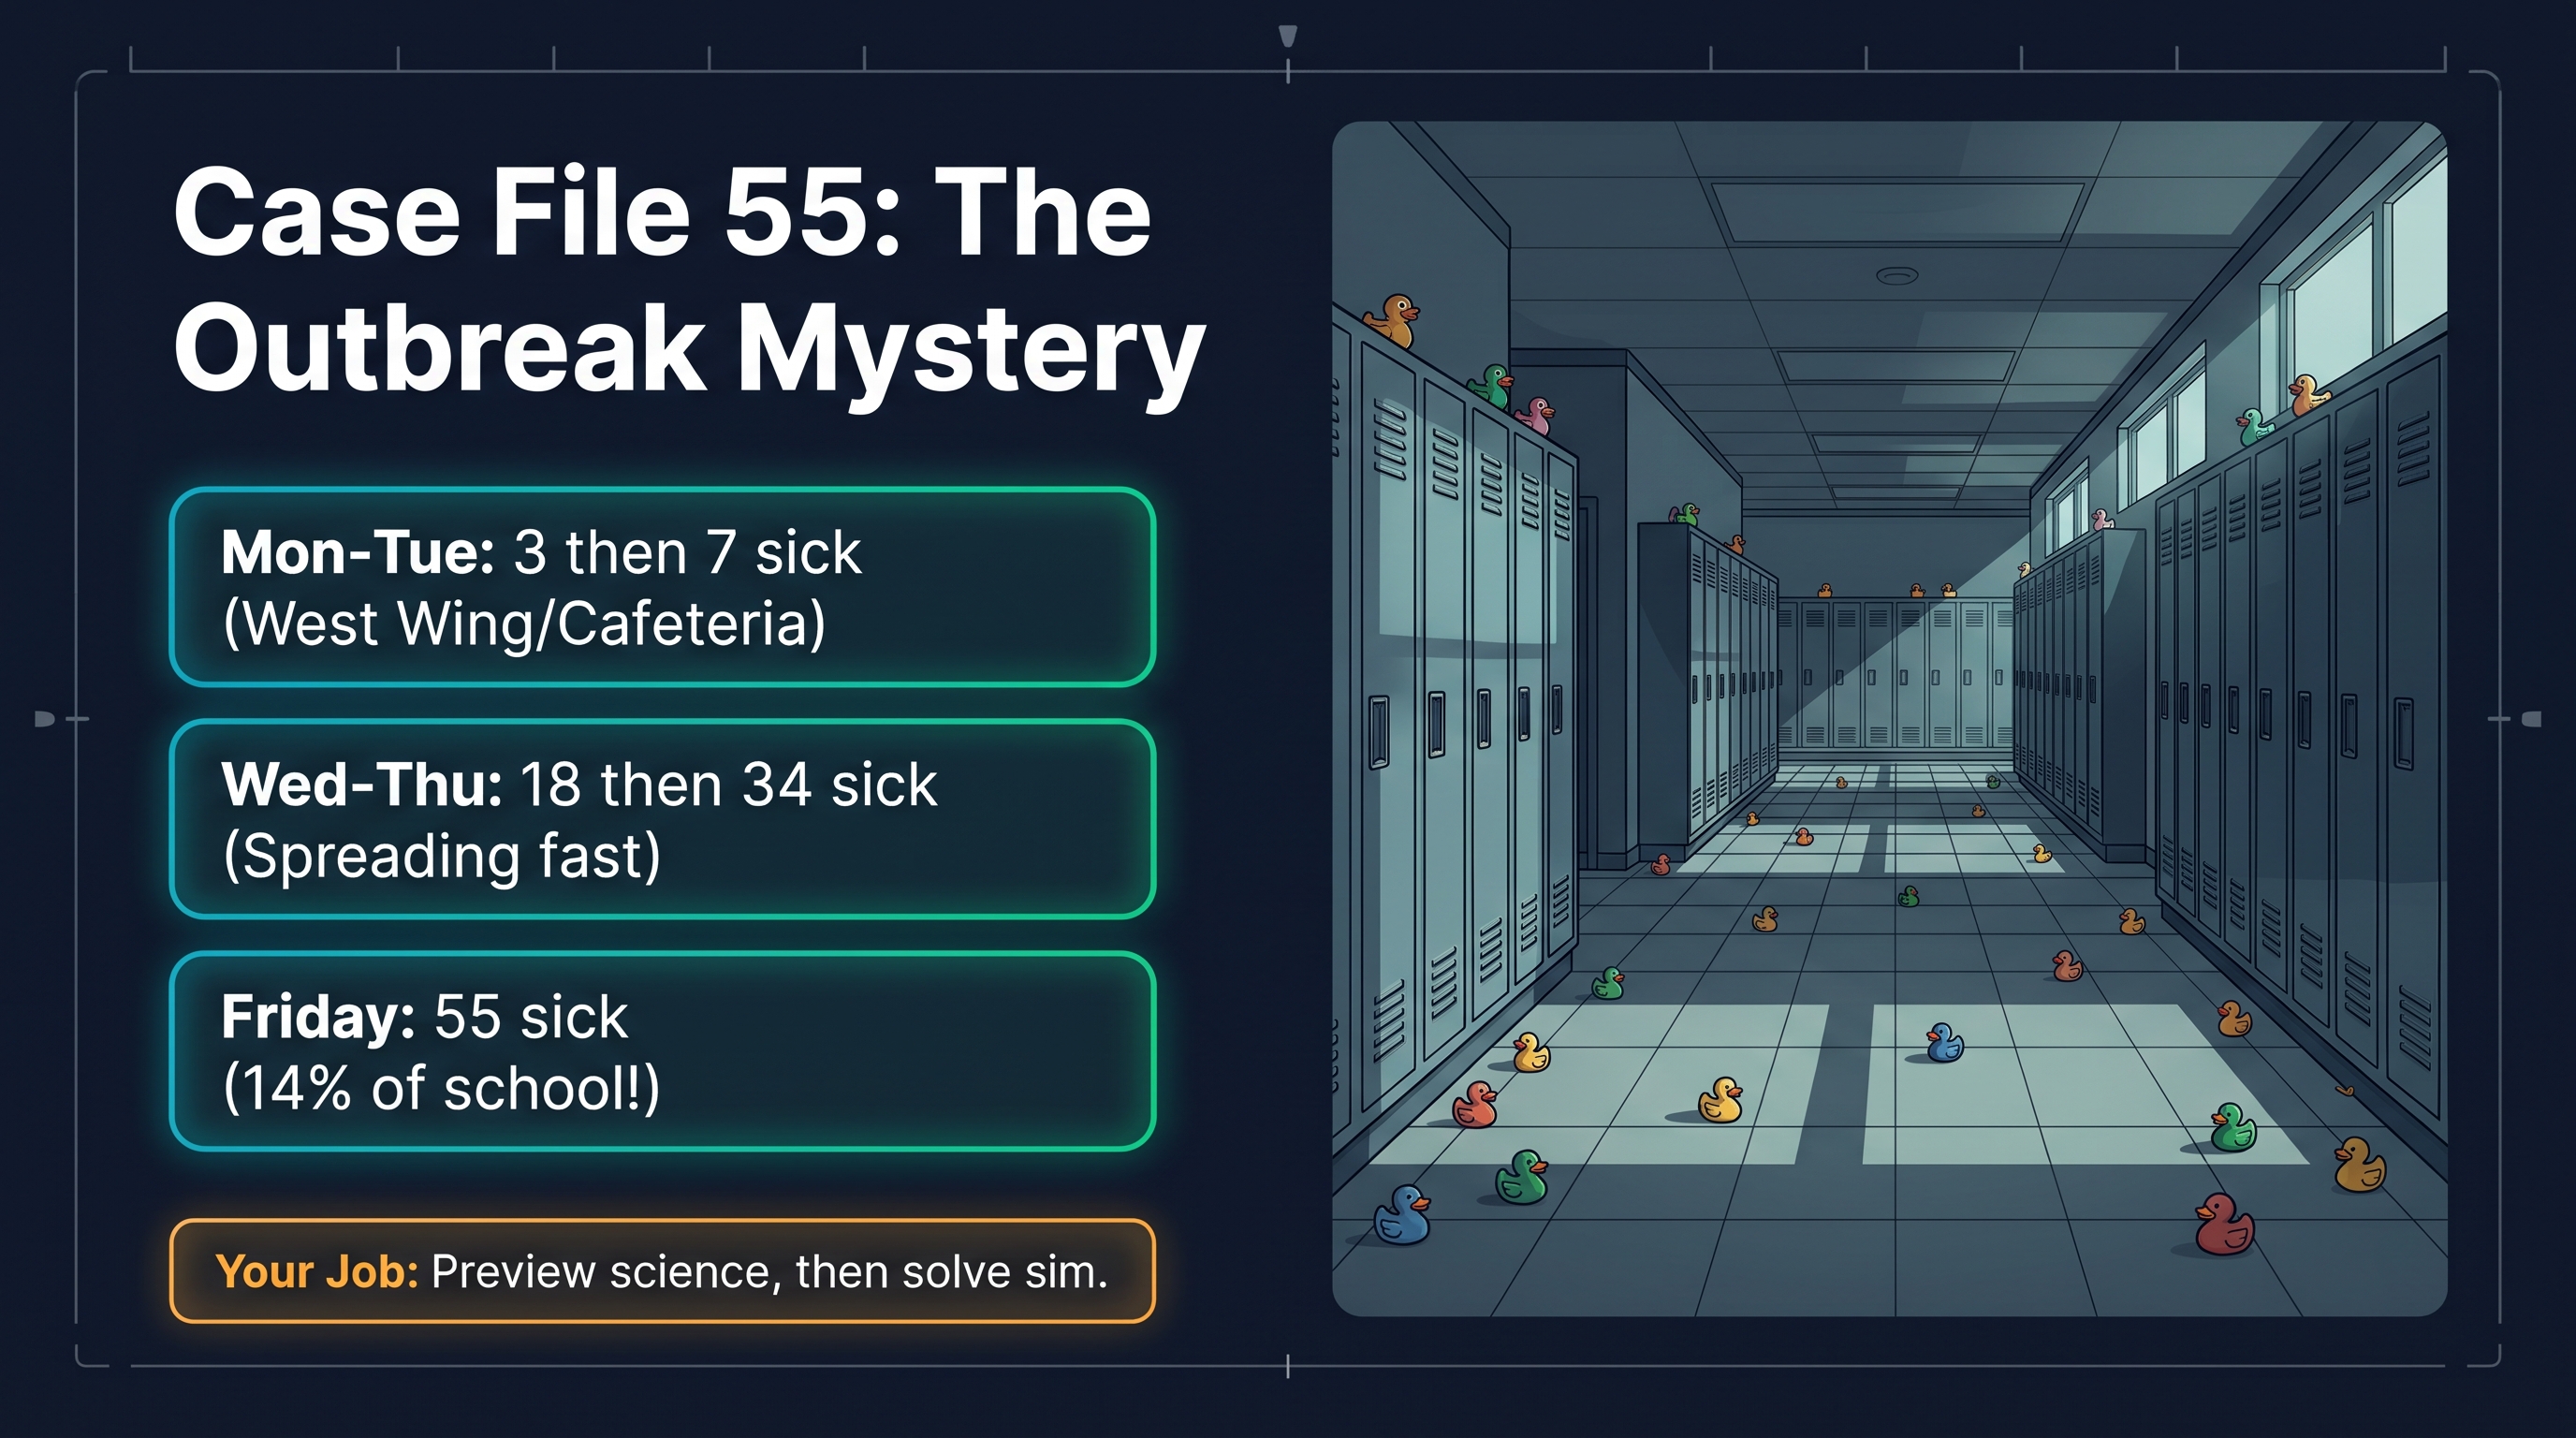 Case File 55: The
Outbreak Mystery
Mon-Tue: 3 then 7 sick
(West Wing/Cafeteria)
Wed-Thu: 18 then 34 sick
(Spreading fast)
Friday: 55 sick
(14% of school!)
Your Job: Preview science, then solve sim.